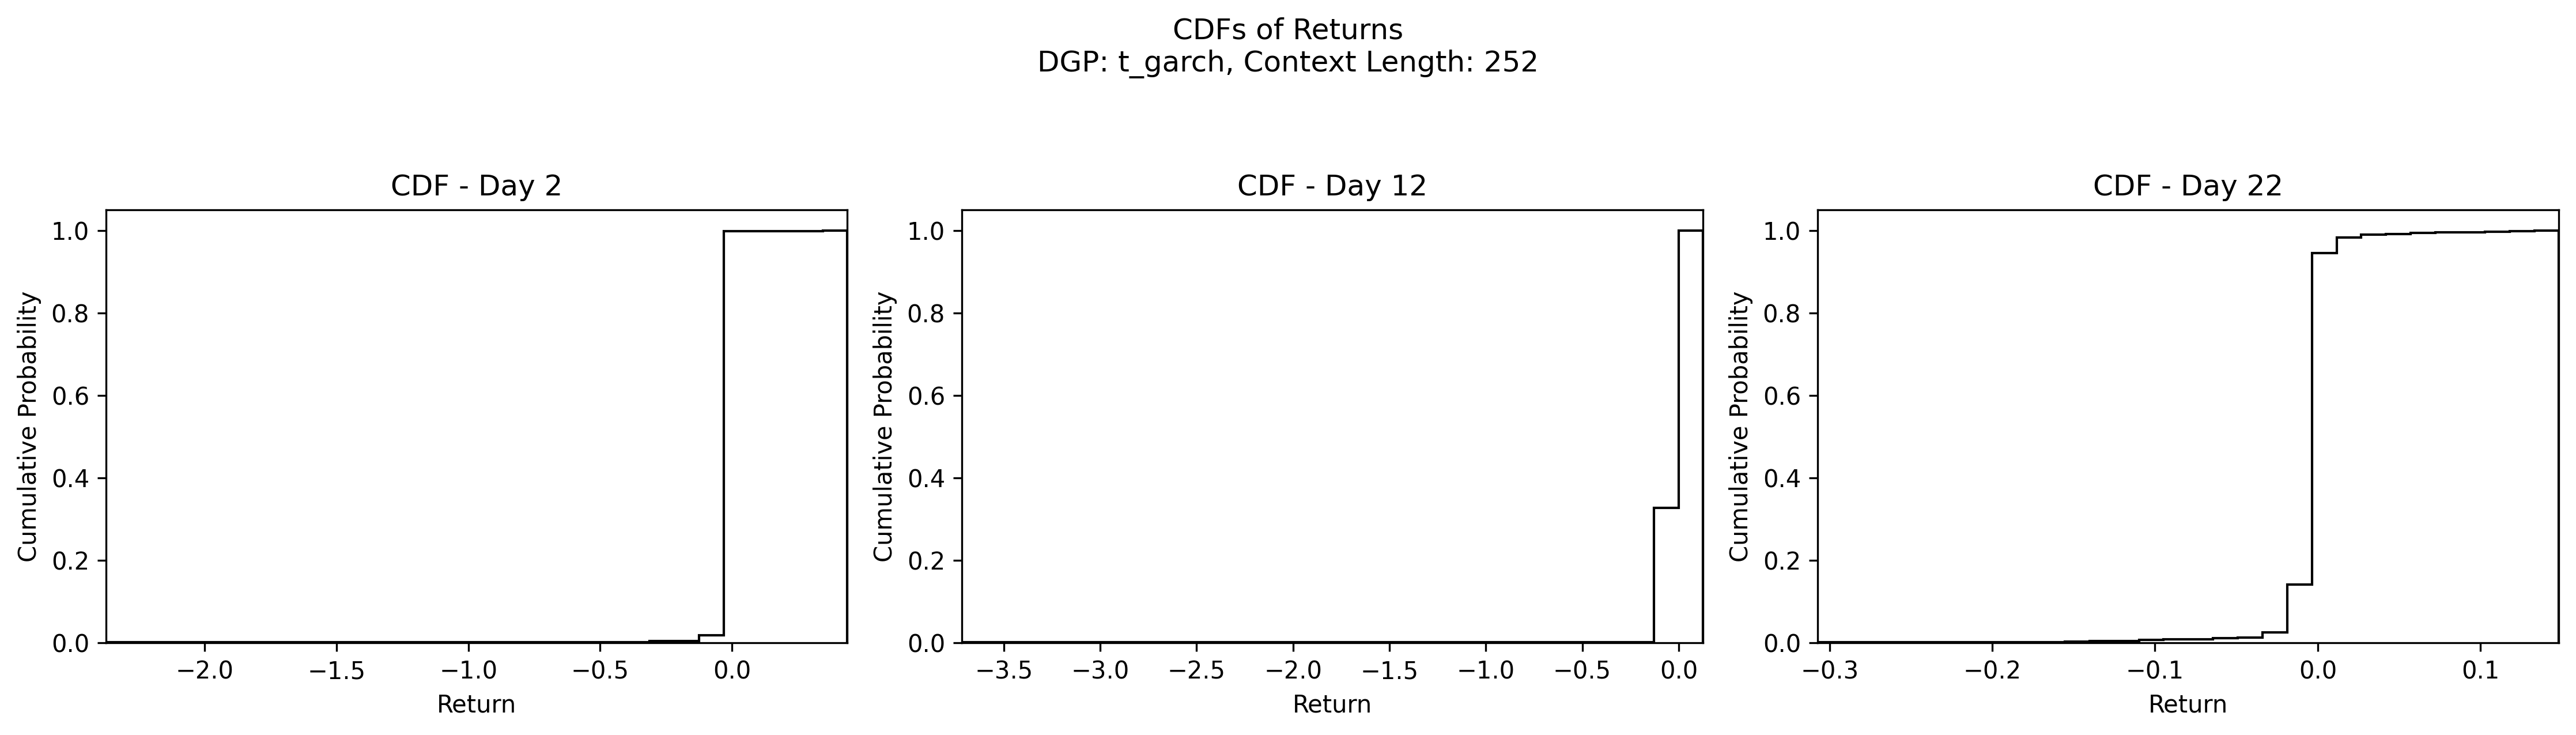 CDFs of Returns
DGP: t_garch, Context Length: 252
CDF - Day 2
1.0
0.8
0.6
0.4
0.2
0.0
Cumulative Probability
−2.0 −1.5 −1.0 −0.5 0.0
Return
CDF - Day 12
1.0
0.8
0.6
0.4
0.2
0.0
Cumulative Probability
−3.5 −3.0 −2.5 −2.0 −1.5 −1.0 −0.5 0.0
Return
CDF - Day 22
1.0
0.8
0.6
0.4
0.2
0.0
Cumulative Probability
−0.3 −0.2 −0.1 0.0 0.1
Return